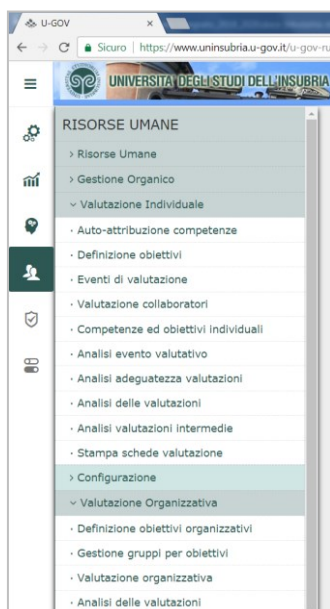 U-GOV
Sicuro | https://www.uninsubria.u-gov.it/u-gov-ru
UNIVERSITA' DEGLI STUDI DELL'INSUBRIA
RISORSE UMANE
> Risorse Umane
> Gestione Organico
Valutazione Individuale
· Auto-attribuzione competenze
· Definizione obiettivi
· Eventi di valutazione
· Valutazione collaboratori
· Competenze ed obiettivi individuali
· Analisi evento valutativo
· Analisi adeguatezza valutazioni
· Analisi delle valutazioni
· Analisi valutazioni intermedie
· Stampa schede valutazione
> Configurazione
Valutazione Organizzativa
· Definizione obiettivi organizzativi
· Gestione gruppi per obiettivi
· Valutazione organizzativa
· Analisi delle valutazioni